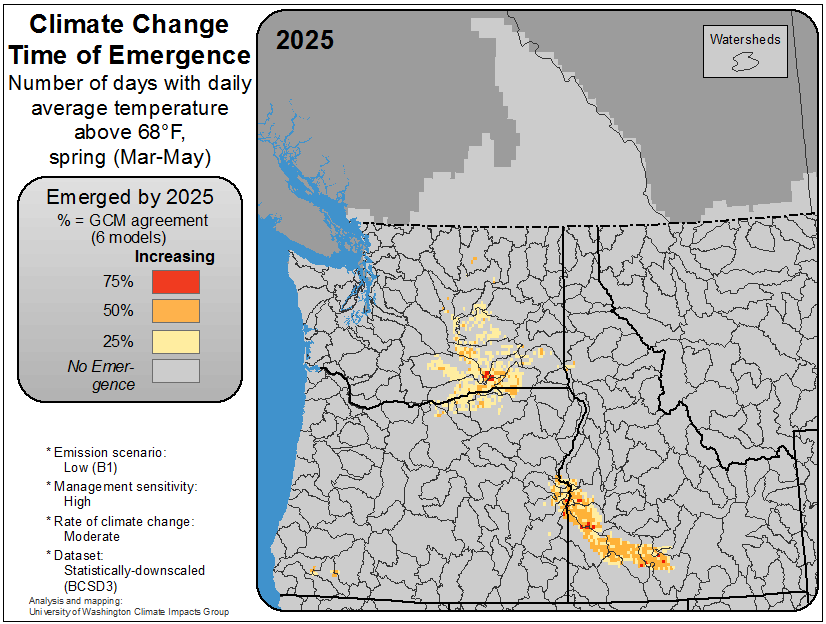 Climate Change
Time of Emergence
Number of days with daily
average temperature
above 68°F,
spring (Mar-May)
Emerged by 2025
% = GCM agreement
(6 models)
Increasing
75%
50%
25%
No Emer-
gence
* Emission scenario:
Low (B1)
* Management sensitivity:
High
* Rate of climate change:
Moderate
* Dataset:
Statistically-downscaled
(BCSD3)
Analysis and mapping:
University of Washington Climate Impacts Group
2025
Watersheds